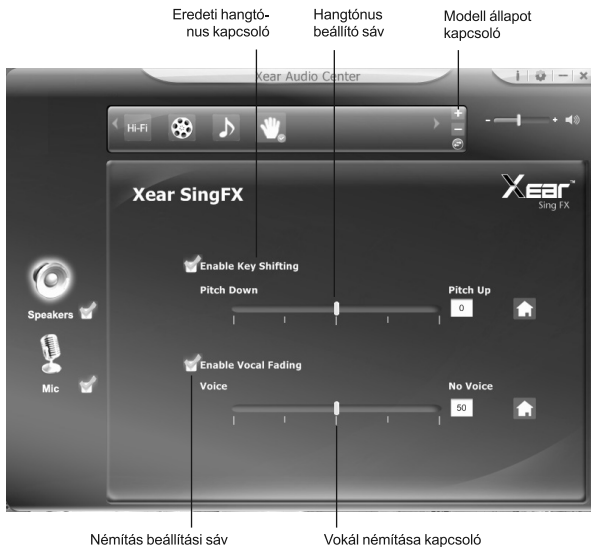 Eredeti hangtó-
nus kapcsoló
Hangtónus
beállító sáv
Modell állapot
kapcsoló
Xear Audio Center
Hi-Fi
Xear SingFX
Xear™
Sing FX
Enable Key Shifting
Pitch Down
Pitch Up
0
Speakers
Enable Vocal Fading
Voice
No Voice
50
Mic
Némítás beállítási sáv
Vokál némítása kapcsoló